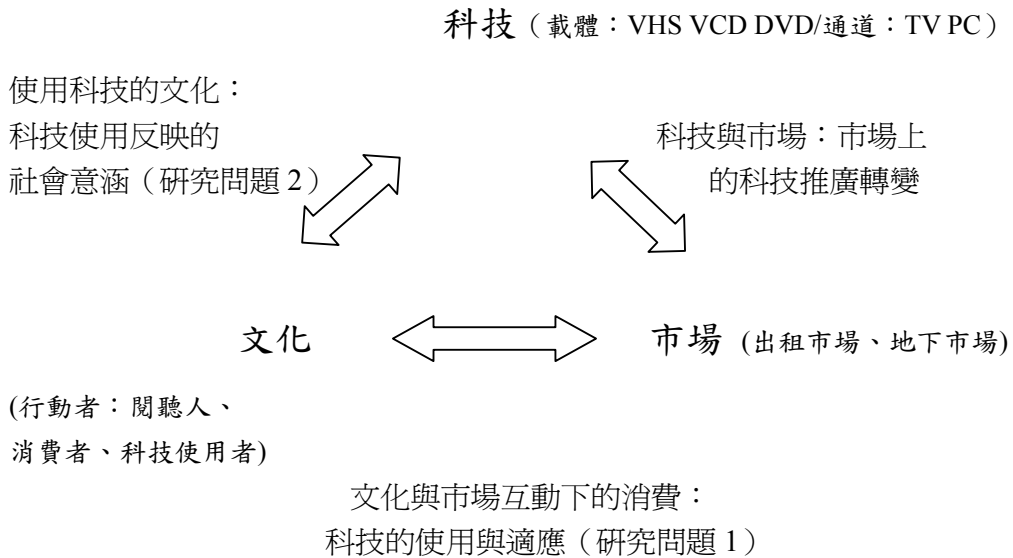 科技（載體：VHS VCD DVD/通道：TV PC）
使用科技的文化：
科技使用反映的
社會意涵（研究問題 2）
科技與市場：市場上
的科技推廣轉變
文化
市場 (出租市場、地下市場)
(行動者：閱聽人、
消費者、科技使用者)
文化與市場互動下的消費：
科技的使用與適應（研究問題 1）